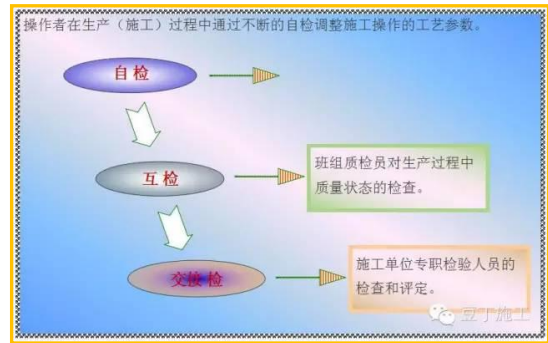 操作者在生产（施工）过程中通过不断的自检调整施工操作的工艺参数。
自检
互检
班组质检员对生产过程中
质量状态的检查。
交接检
施工单位专职检验人员的
检查和评定。
豆丁施工